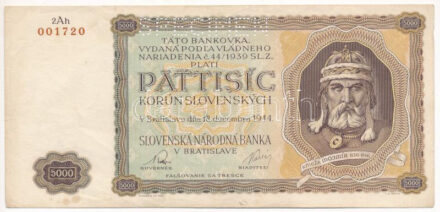 2Ah
001720
5000
TÁTO BANKOVKA,
VYDANÁ PODĽA VLÁDNEHO
NARIADENIA č.44/1939 SL.Z.
PLATÍ
PÄŤTISÍC
KORÚN SLOVENSKÝCH
V Bratislave dňa 18. decembra 1944
SLOVENSKÁ NÁRODNÁ BANKA
V BRATISLAVE
GUVERNÉR RIADITEĽ
FALŠOVANIE SA TRESCE
5000
5000